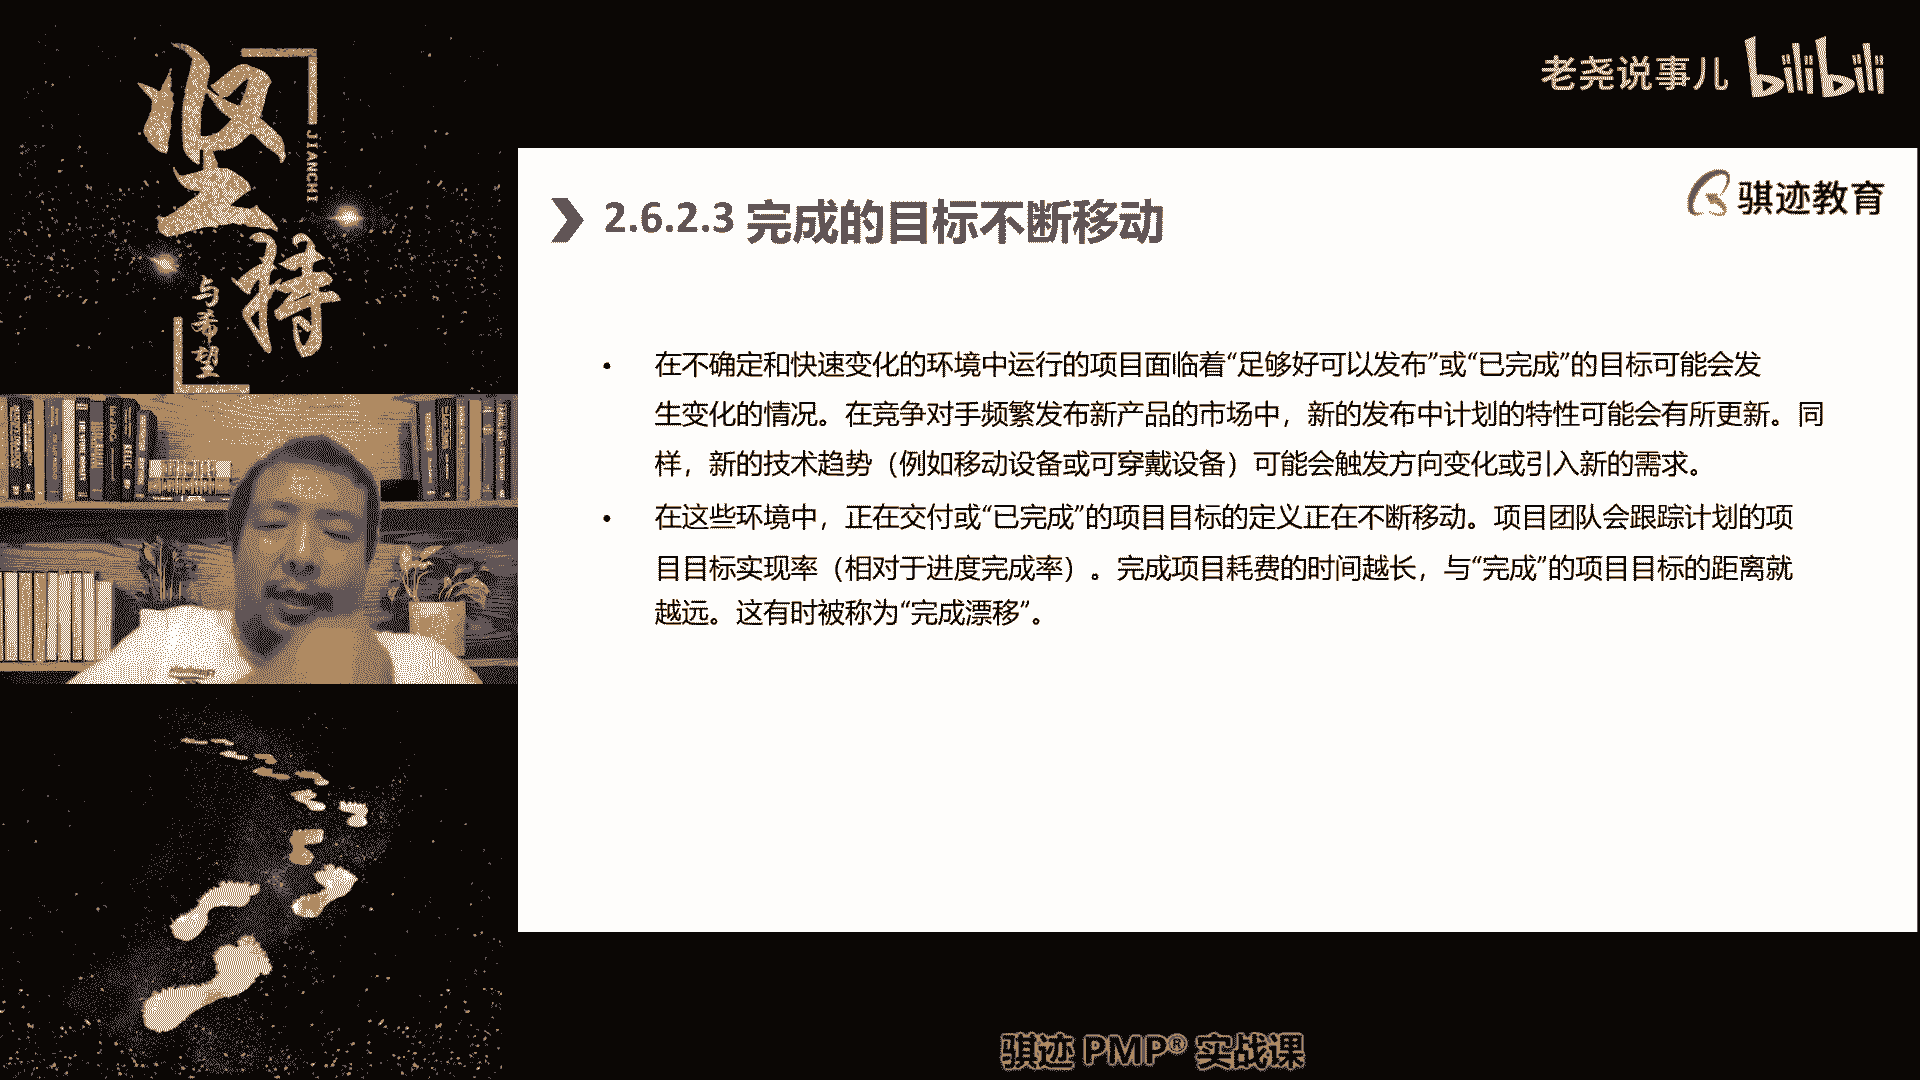 坚持
JIANCHI
与希望
老尧说事儿 bilibili
骐迹教育
2.6.2.3 完成的目标不断移动
• 在不确定和快速变化的环境中运行的项目面临着“足够好可以发布”或“已完成”的目标可能会发
生变化的情况。在竞争对手频繁发布新产品的市场中，新的发布中计划的特性可能会有所更新。同
样，新的技术趋势（例如移动设备或可穿戴设备）可能会触发方向变化或引入新的需求。
• 在这些环境中，正在交付或“已完成”的项目目标的定义正在不断移动。项目团队会跟踪计划的项
目目标实现率（相对于进度完成率）。完成项目耗费的时间越长，与“完成”的项目目标的距离就
越远。这有时被称为“完成漂移”。
骐迹 PMP® 实战课